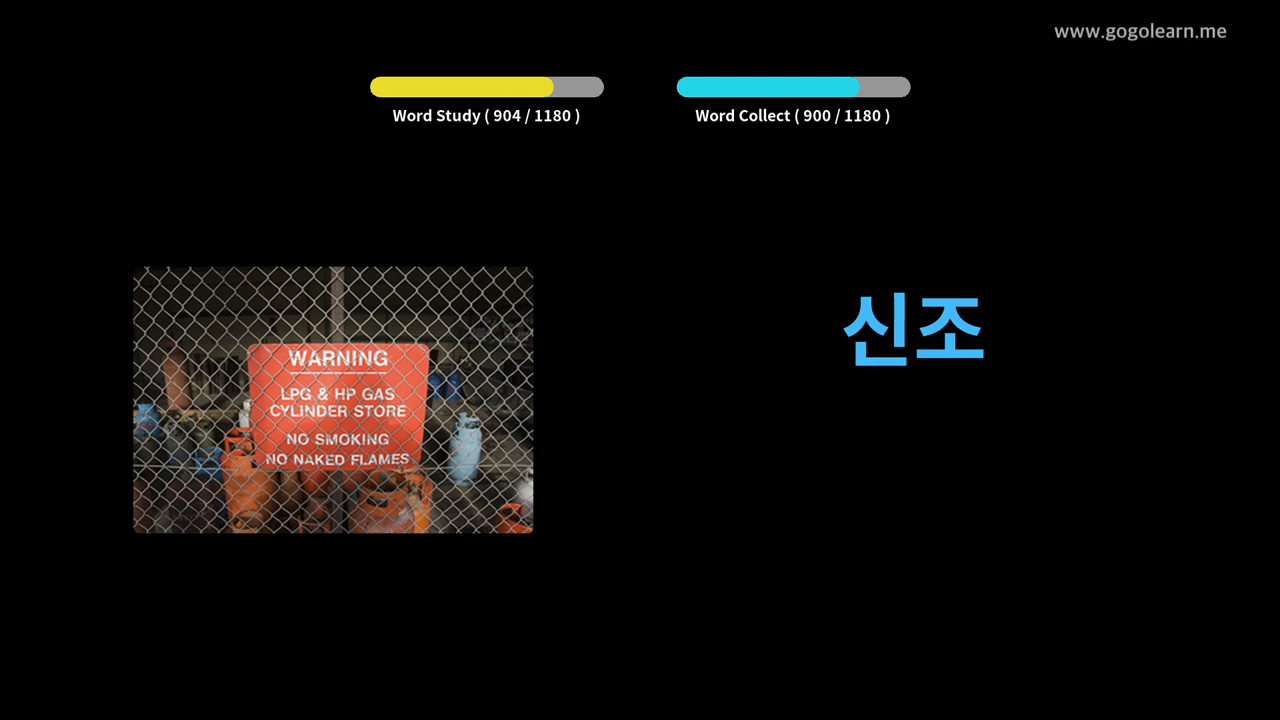 www.gogolearn.me
Word Study ( 904 / 1180 )
Word Collect ( 900 / 1180 )
WARNING
LPG & HP GAS
CYLINDER STORE
NO SMOKING
NO NAKED FLAMES
신조